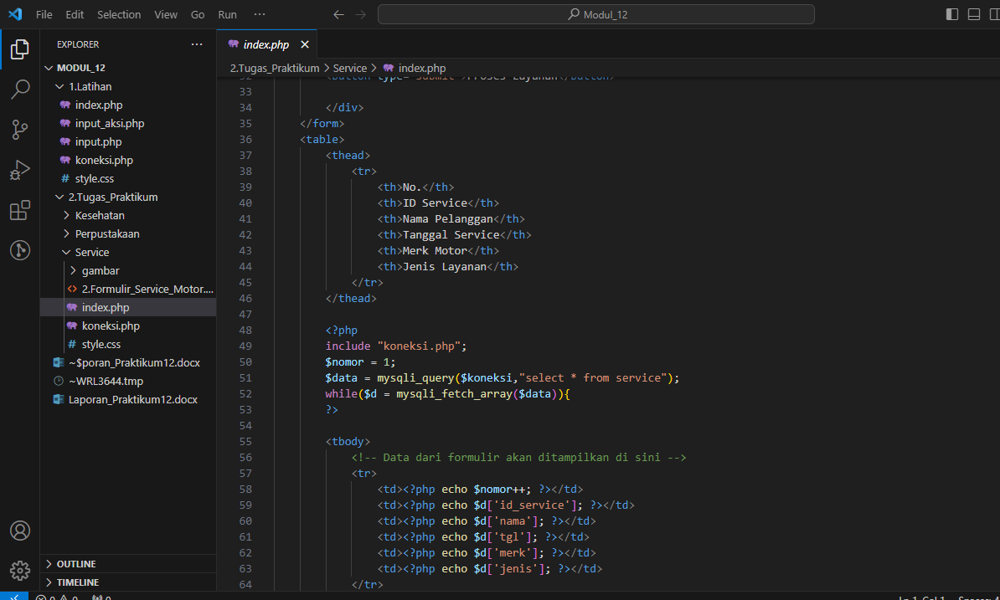 File Edit Selection View Go Run ···
Modul_12
EXPLORER ···
MODUL_12
1.Latihan
index.php
input_aksi.php
input.php
koneksi.php
# style.css
2.Tugas_Praktikum
Kesehatan
Perpustakaan
Service
gambar
<> 2.Formulir_Service_Motor....
index.php
koneksi.php
# style.css
~$poran_Praktikum12.docx
~WRL3644.tmp
Laporan_Praktikum12.docx
OUTLINE
TIMELINE
index.php
2.Tugas_Praktikum > Service > index.php
32 <button type="submit">Proses Layanan</button>
33
34 </div>
35 </form>
36 <table>
37 <thead>
38 <tr>
39 <th>No.</th>
40 <th>ID Service</th>
41 <th>Nama Pelanggan</th>
42 <th>Tanggal Service</th>
43 <th>Merk Motor</th>
44 <th>Jenis Layanan</th>
45 </tr>
46 </thead>
47
48 <?php
49 include "koneksi.php";
50 $nomor = 1;
51 $data = mysqli_query($koneksi,"select * from service");
52 while($d = mysqli_fetch_array($data)){
53 ?>
54
55 <tbody>
56 <!-- Data dari formulir akan ditampilkan di sini -->
57 <tr>
58 <td><?php echo $nomor++; ?></td>
59 <td><?php echo $d['id_service']; ?></td>
60 <td><?php echo $d['nama']; ?></td>
61 <td><?php echo $d['tgl']; ?></td>
62 <td><?php echo $d['merk']; ?></td>
63 <td><?php echo $d['jenis']; ?></td>
64 </tr>